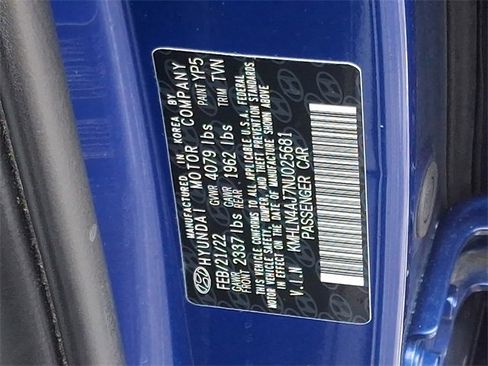 MANUFACTURED IN KOREA BY
HYUNDAI MOTOR COMPANY
PAINT YP5
FEB/21/22 GVWR 4079 lbs TRIM TVN
GAWR FRONT 2337 lbs GAWR REAR 1962 lbs
THIS VEHICLE CONFORMS TO ALL APPLICABLE U.S.A. FEDERAL
MOTOR VEHICLE SAFETY, AND THEFT PREVENTION STANDARDS
IN EFFECT ON THE DATE OF MANUFACTURE SHOWN ABOVE.
V.I.N KMHLM4AJ7NU025681
PASSENGER CAR